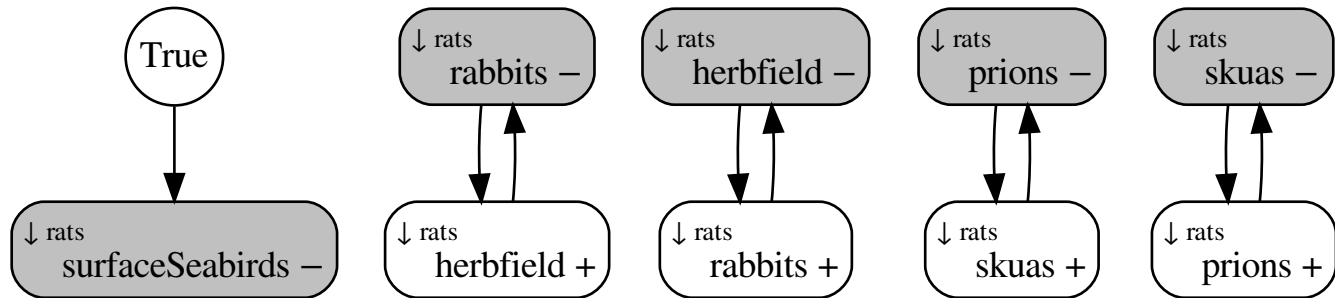 True
↓ rats
rabbits −
↓ rats
herbfield −
↓ rats
prions −
↓ rats
skuas −
↓ rats
surfaceSeabirds −
↓ rats
herbfield +
↓ rats
rabbits +
↓ rats
skuas +
↓ rats
prions +